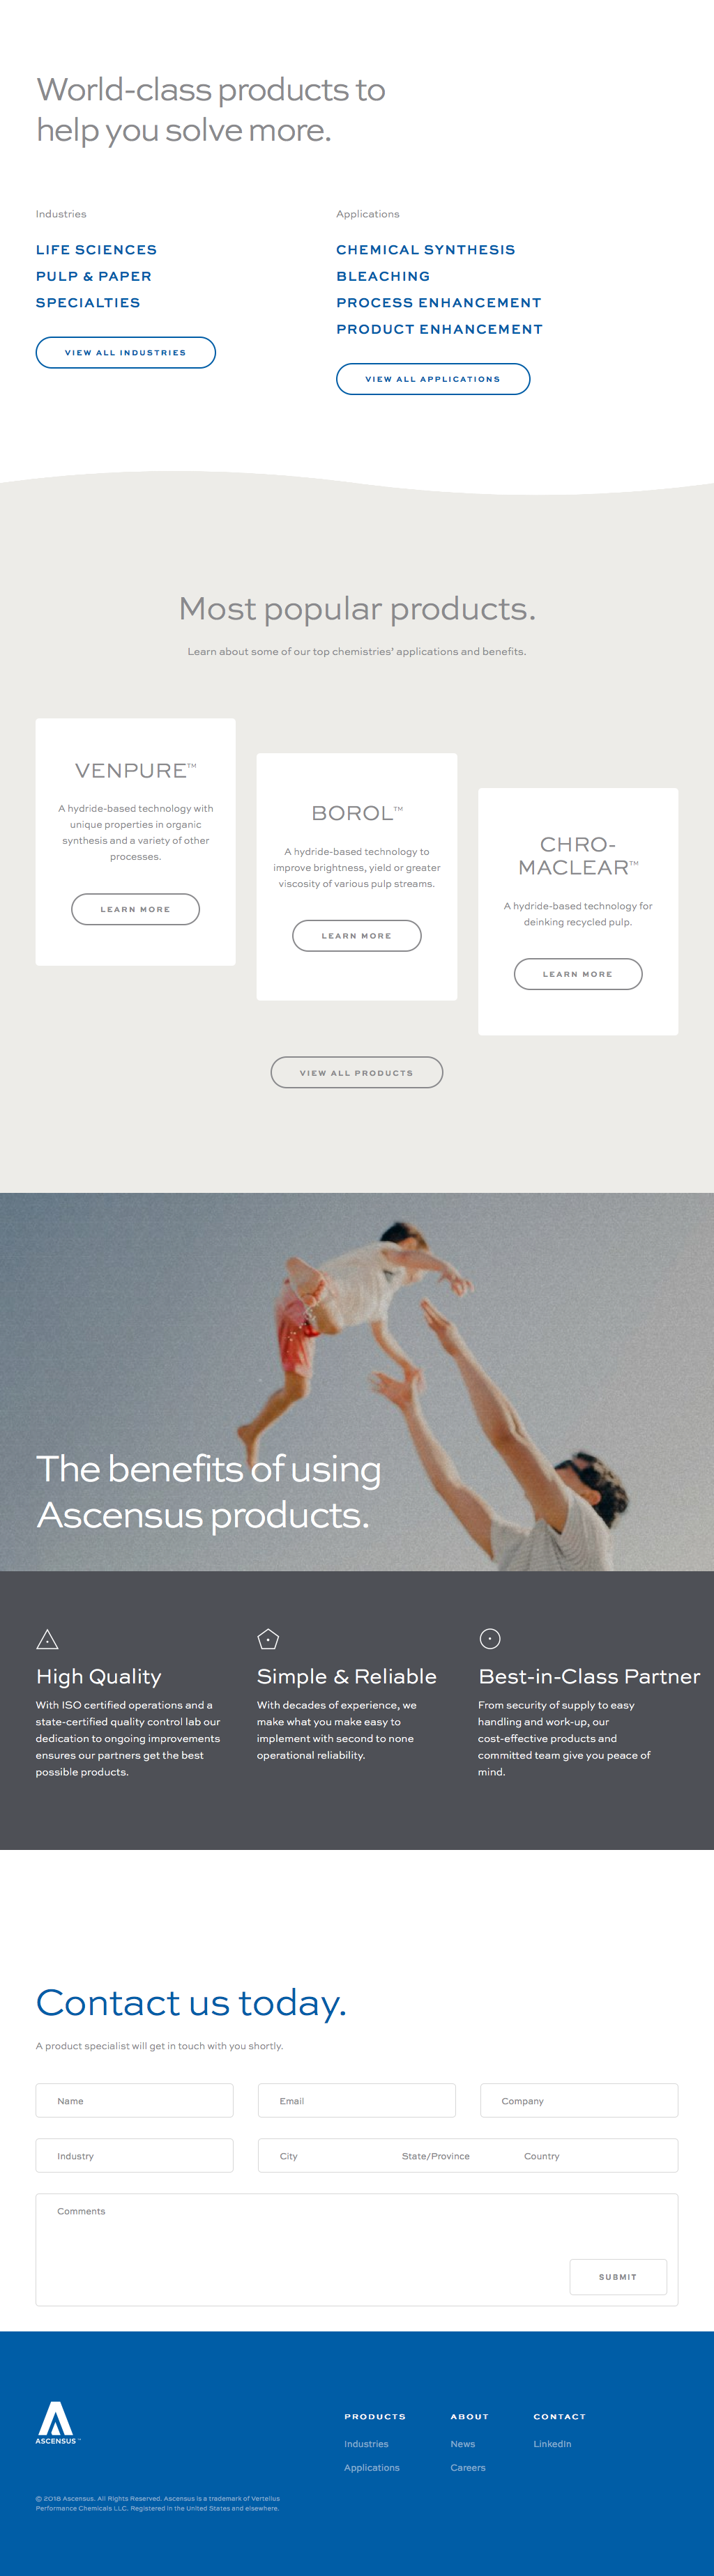 World-class products to
help you solve more.
Industries
LIFE SCIENCES
PULP & PAPER
SPECIALTIES
VIEW ALL INDUSTRIES
Applications
CHEMICAL SYNTHESIS
BLEACHING
PROCESS ENHANCEMENT
PRODUCT ENHANCEMENT
VIEW ALL APPLICATIONS
Most popular products.
Learn about some of our top chemistries' applications and benefits.
VENPURE™
A hydride-based technology with
unique properties in organic
synthesis and a variety of other
processes.
LEARN MORE
BOROL™
A hydride-based technology to
improve brightness, yield or greater
viscosity of various pulp streams.
LEARN MORE
CHRO-
MACLEAR™
A hydride-based technology for
deinking recycled pulp.
LEARN MORE
VIEW ALL PRODUCTS
The benefits of using
Ascensus products.
High Quality
With ISO certified operations and a
state-certified quality control lab our
dedication to ongoing improvements
ensures our partners get the best
possible products.
Simple & Reliable
With decades of experience, we
make what you make easy to
implement with second to none
operational reliability.
Best-in-Class Partner
From security of supply to easy
handling and work-up, our
cost-effective products and
committed team give you peace of
mind.
Contact us today.
A product specialist will get in touch with you shortly.
Name
Email
Company
Industry
City
State/Province
Country
Comments
SUBMIT
ASCENSUS™
PRODUCTS
Industries
Applications
ABOUT
News
Careers
CONTACT
LinkedIn
© 2018 Ascensus. All Rights Reserved. Ascensus is a trademark of Vertellus
Performance Chemicals LLC. Registered in the United States and elsewhere.